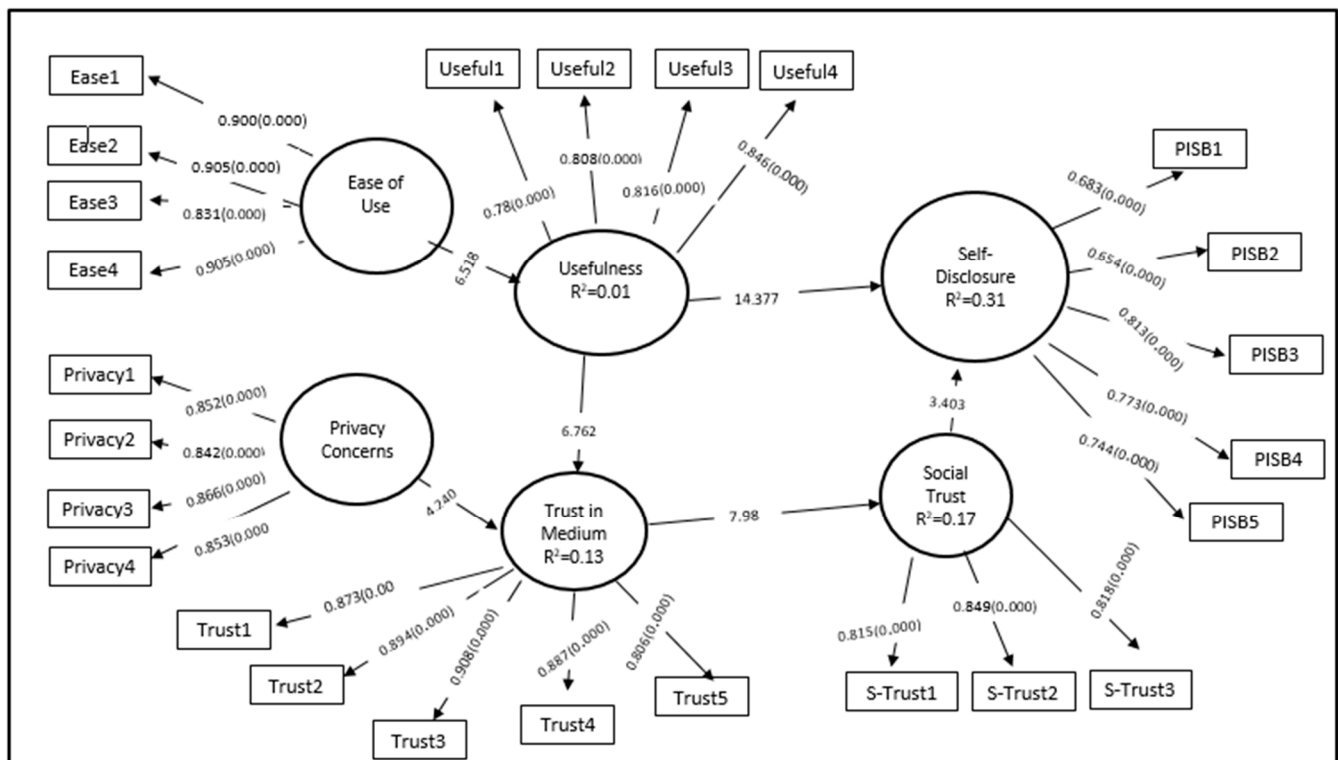 Ease1
0.900(0.000)
Ease2
0.905(0.000)
Ease3
0.831(0.000)
Ease4
0.905(0.000)
Ease of
Use
6.518
Useful1
Useful2
Useful3
Useful4
0.78(0.000)
0.808(0.000)
0.816(0.000)
0.846(0.000)
Usefulness
R²=0.01
14.377
6.762
Self-
Disclosure
R²=0.31
PISB1
0.683(0.000)
PISB2
0.654(0.000)
PISB3
0.813(0.000)
PISB4
0.773(0.000)
PISB5
0.744(0.000)
3.403
Privacy1
0.852(0.000)
Privacy2
0.842(0.000)
Privacy3
0.866(0.000)
Privacy4
0.853(0.000
Privacy
Concerns
4.240
Trust in
Medium
R²=0.13
7.98
Social
Trust
R²=0.17
0.873(0.00
Trust1
0.894(0.000)
Trust2
0.908(0.000)
Trust3
0.887(0.000)
Trust4
0.806(0.000)
Trust5
0.815(0.000)
S-Trust1
0.849(0.000)
S-Trust2
0.818(0.000)
S-Trust3